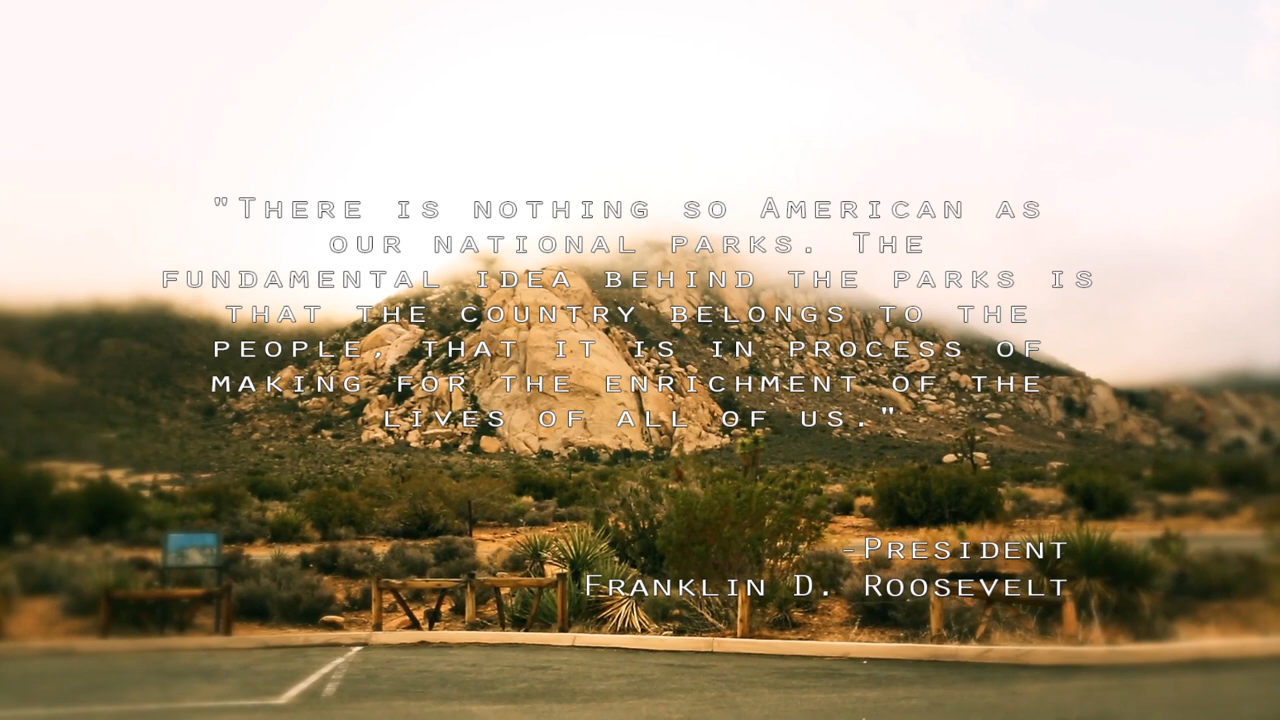 "There is nothing so American as
our national parks. The
fundamental idea behind the parks is
that the country belongs to the
people, that it is in process of
making for the enrichment of the
lives of all of us."
-President
Franklin D. Roosevelt